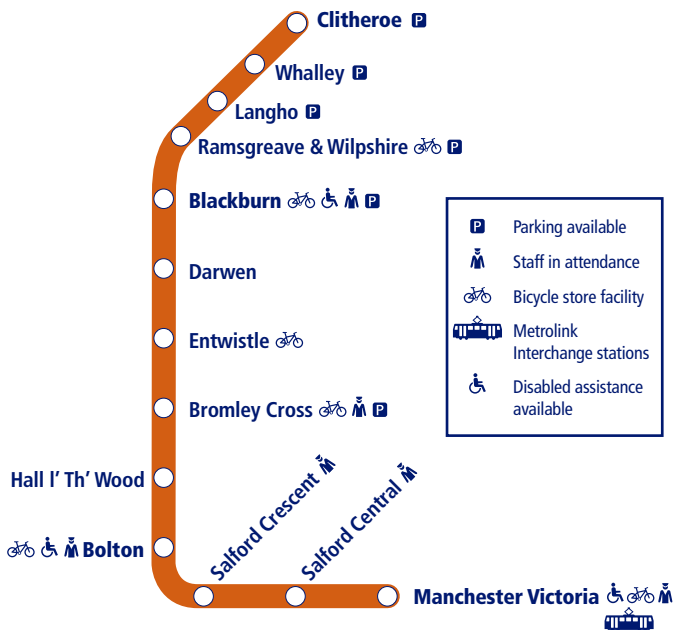 Clitheroe P
Whalley P
Langho P
Ramsgreave & Wilpshire P
Blackburn P
Darwen
Entwistle
Bromley Cross P
Hall l' Th' Wood
Bolton
Salford Crescent
Salford Central
Manchester Victoria
P Parking available
Staff in attendance
Bicycle store facility
Metrolink
Interchange stations
Disabled assistance
available